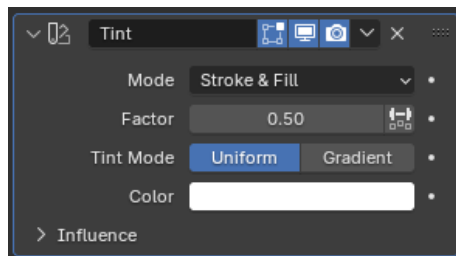 Tint
Mode Stroke & Fill
Factor 0.50
Tint Mode Uniform Gradient
Color
Influence